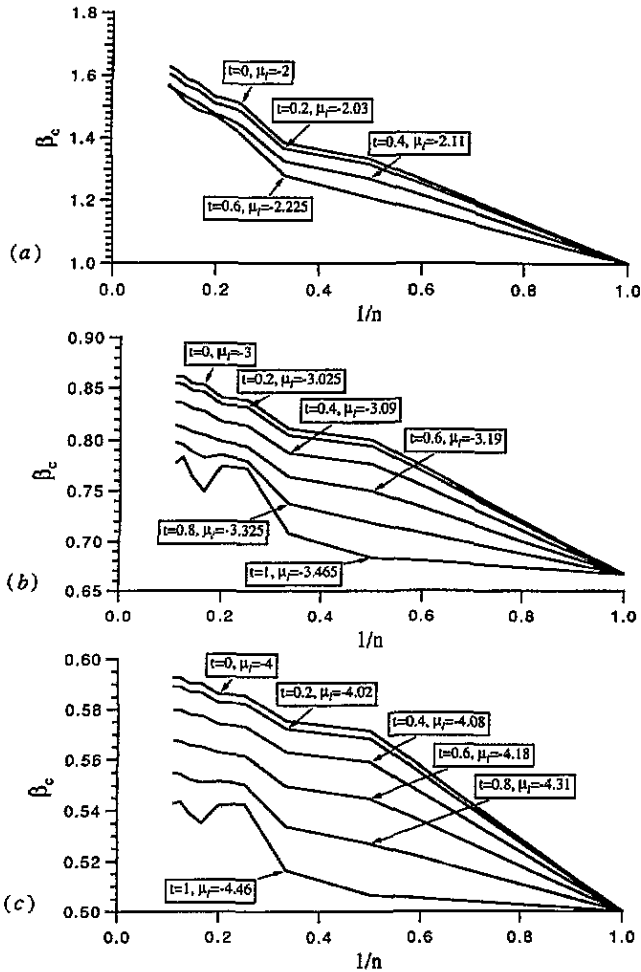 1.8
1.6
1.4
1.2
1.0
βc
t=0, μf=-2
t=0.2, μf=-2.03
t=0.4, μf=-2.11
t=0.6, μf=-2.225
(a)
0.0 0.2 0.4 0.6 0.8 1.0
1/n
0.90
0.85
0.80
0.75
0.70
0.65
βc
t=0, μf=-3
t=0.2, μf=-3.025
t=0.4, μf=-3.09
t=0.6, μf=-3.19
t=0.8, μf=-3.325
t=1, μf=-3.465
(b)
0.0 0.2 0.4 0.6 0.8 1.0
1/n
0.60
0.58
0.56
0.54
0.52
0.50
βc
t=0, μf=-4
t=0.2, μf=-4.02
t=0.4, μf=-4.08
t=0.6, μf=-4.18
t=0.8, μf=-4.31
t=1, μf=-4.46
(c)
0.0 0.2 0.4 0.6 0.8 1.0
1/n